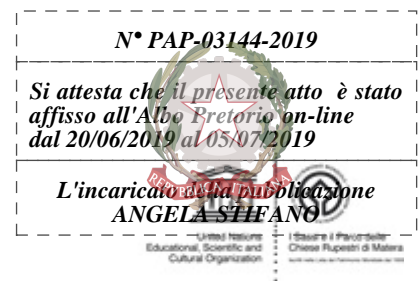 N° PAP-03144-2019
Si attesta che il presente atto è stato
affisso all'Albo Pretorio on-line
dal 20/06/2019 al 05/07/2019
L'incaricato della pubblicazione
ANGELA STIFANO
REPVBBLICA ITALIANA
United Nations
Educational, Scientific and
Cultural Organization
I Sassi e il Parco delle
Chiese Rupestri di Matera